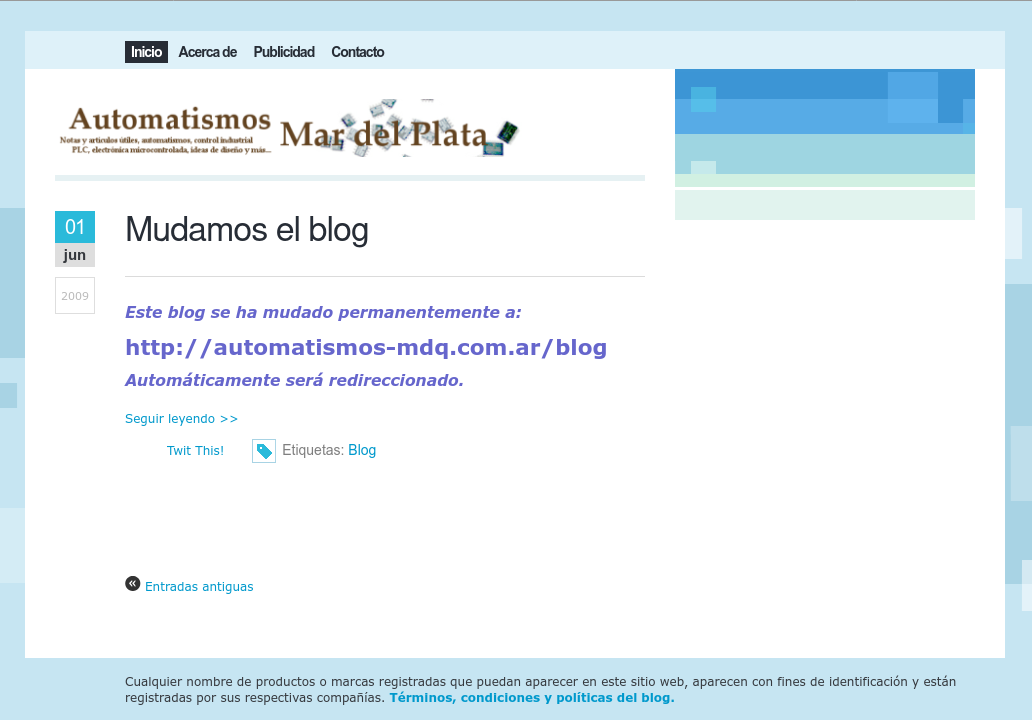 Inicio Acerca de Publicidad Contacto
Automatismos
Mar del Plata
Notas y artículos útiles, automatismos, control industrial
PLC, electrónica microcontrolada, ideas de diseño y más...
01
jun
2009
Mudamos el blog
Este blog se ha mudado permanentemente a:
http://automatismos-mdq.com.ar/blog
Automáticamente será redireccionado.
Seguir leyendo >>
Twit This! Etiquetas: Blog
« Entradas antiguas
Cualquier nombre de productos o marcas registradas que puedan aparecer en este sitio web, aparecen con fines de identificación y están
registradas por sus respectivas compañías. Términos, condiciones y políticas del blog.